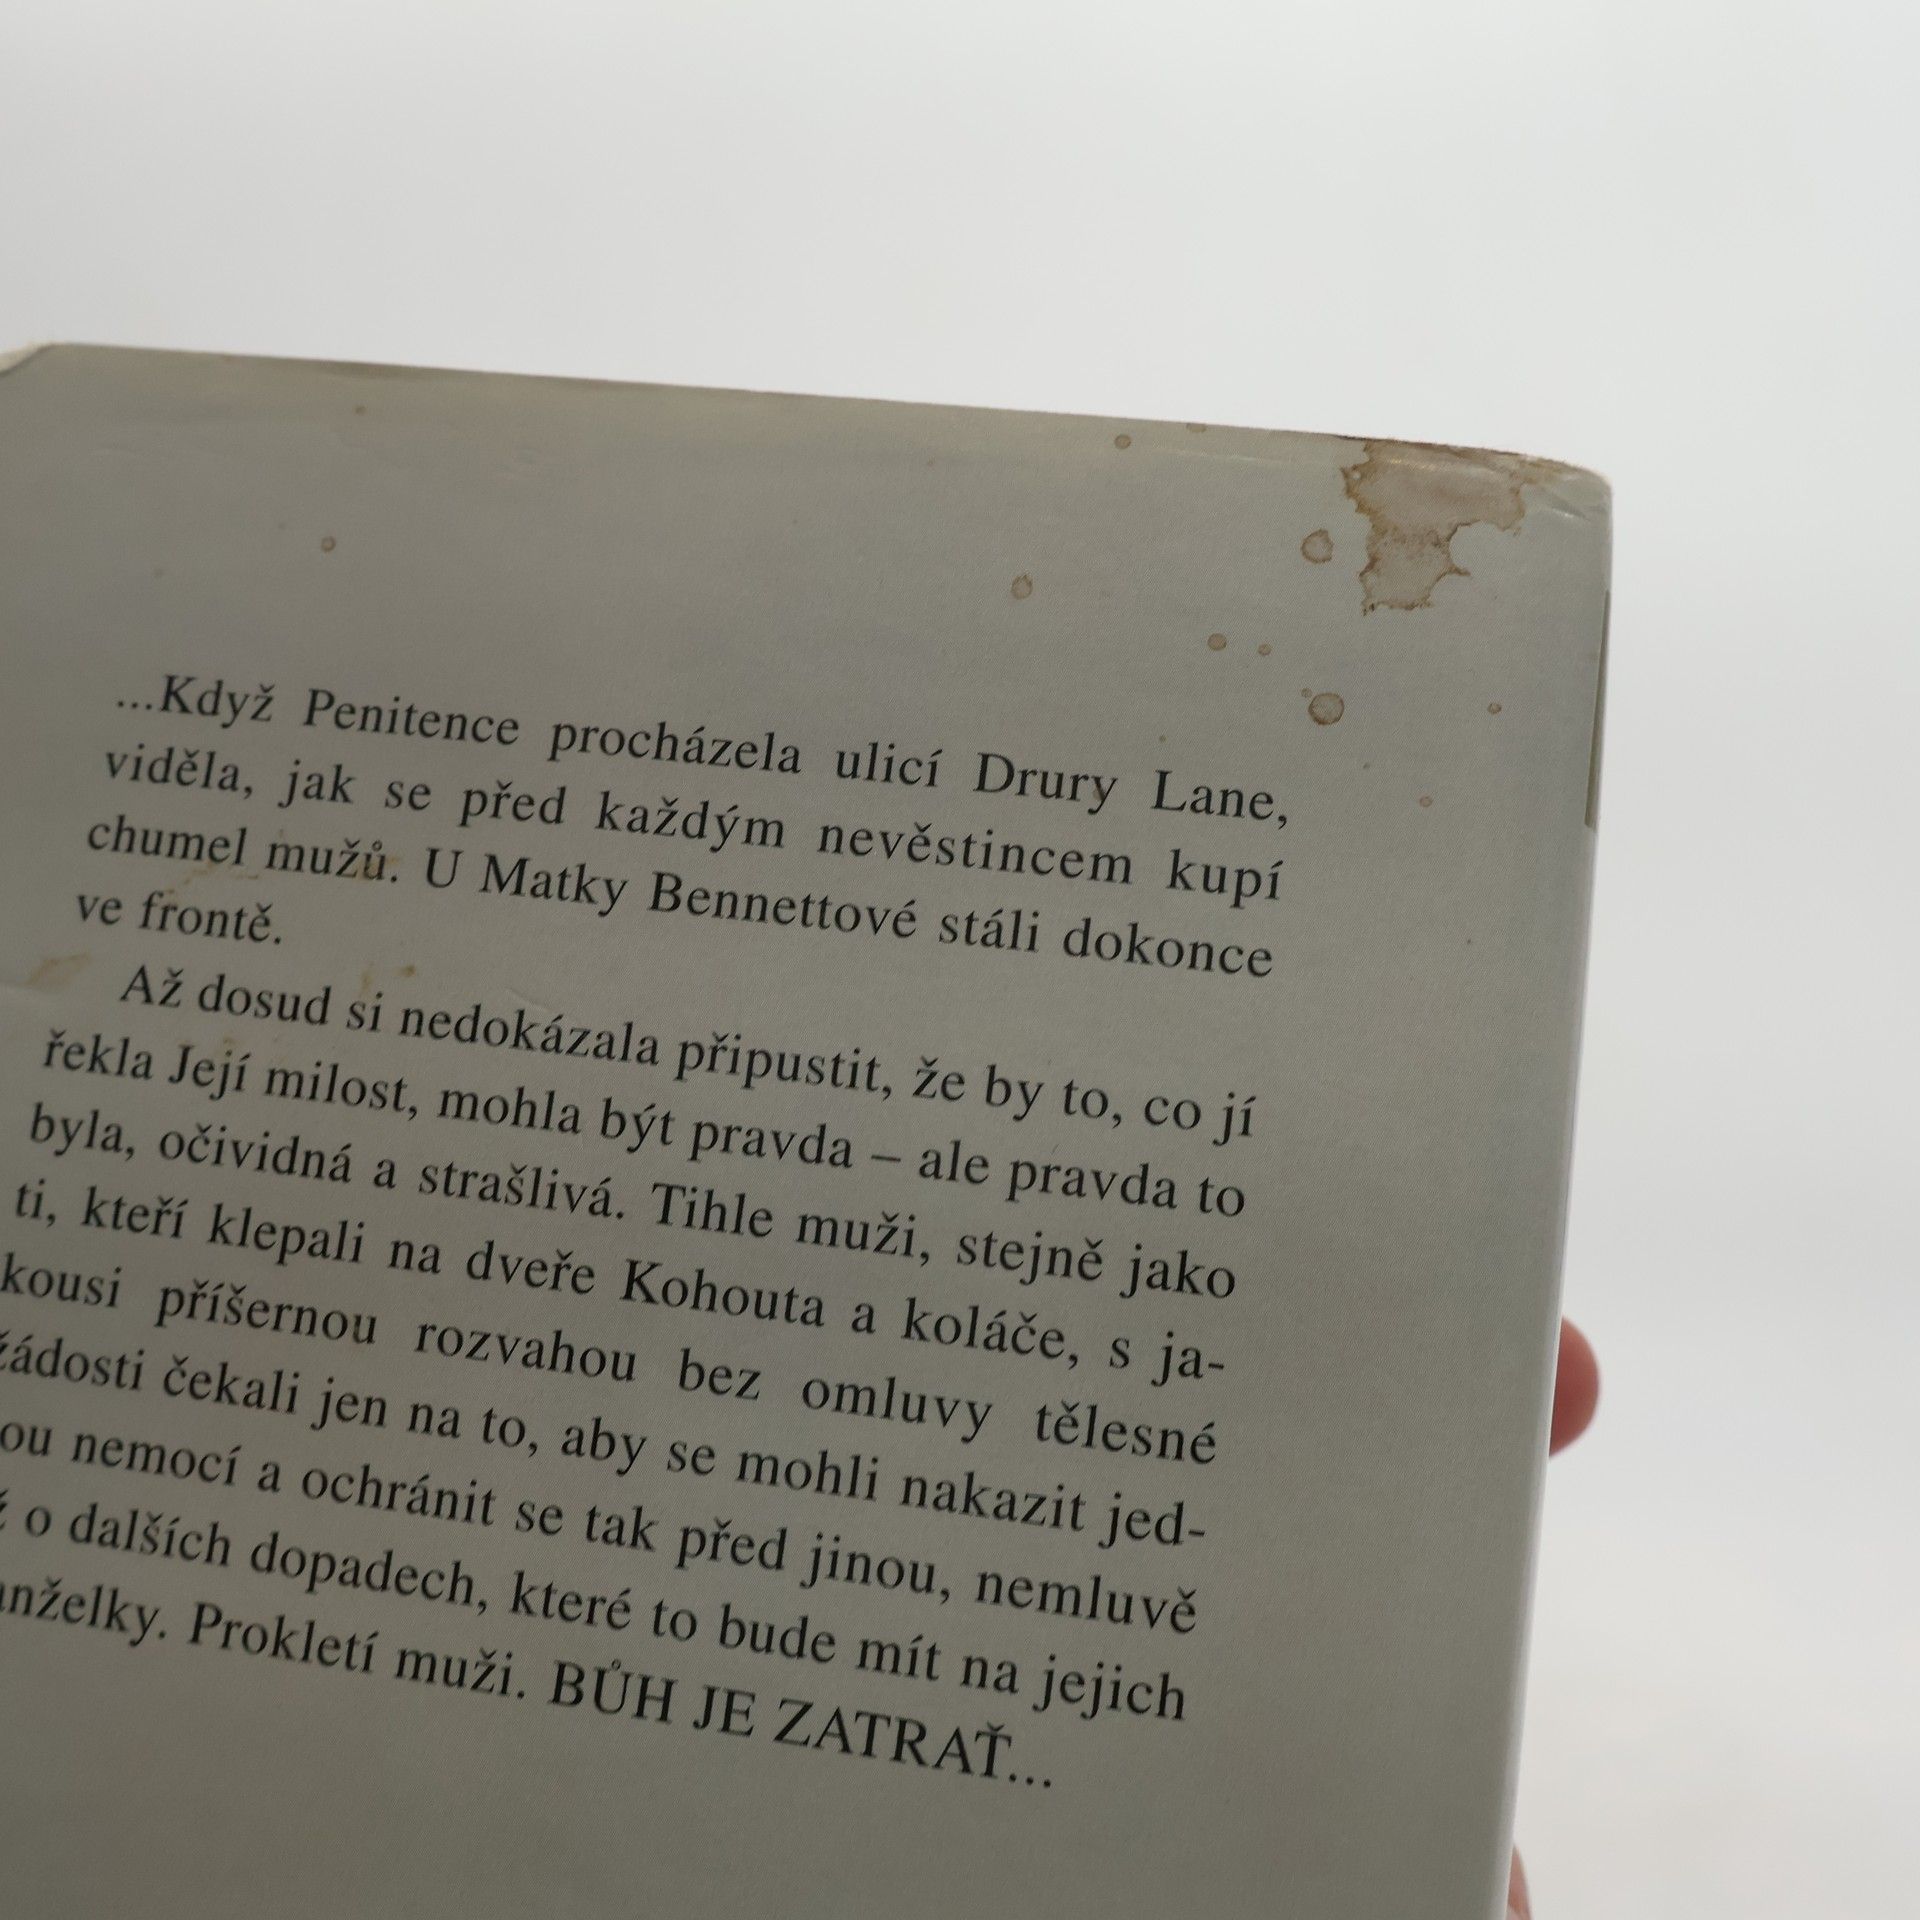 ...Když Penitence procházela ulicí Drury Lane,
viděla, jak se před každým nevěstincem kupí
chumel mužů. U Matky Bennettové stáli dokonce
ve frontě.
Až dosud si nedokázala připustit, že by to, co jí
řekla Její milost, mohla být pravda – ale pravda to
byla, očividná a strašlivá. Tihle muži, stejně jako
ti, kteří klepali na dveře Kohouta a koláče, s ja-
kousi příšernou rozvahou bez omluvy tělesné
žádosti čekali jen na to, aby se mohli nakazit jed-
ou nemocí a ochránit se tak před jinou, nemluvě
o dalších dopadech, které to bude mít na jejich
anželky. Prokletí muži. BŮH JE ZATRAŤ...